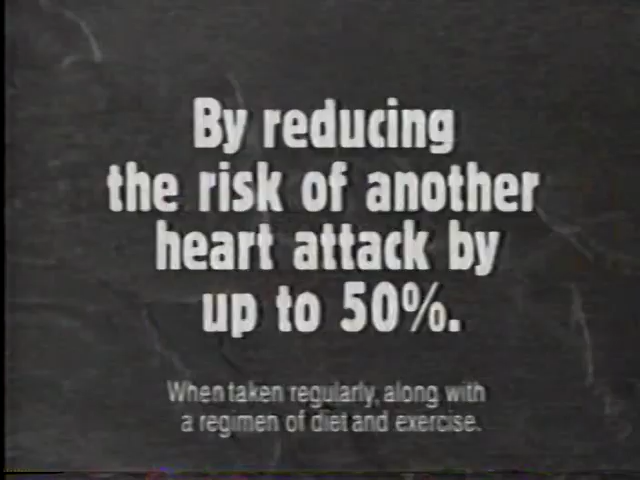 By reducing
the risk of another
heart attack by
up to 50%.
When taken regularly, along with
a regimen of diet and exercise.